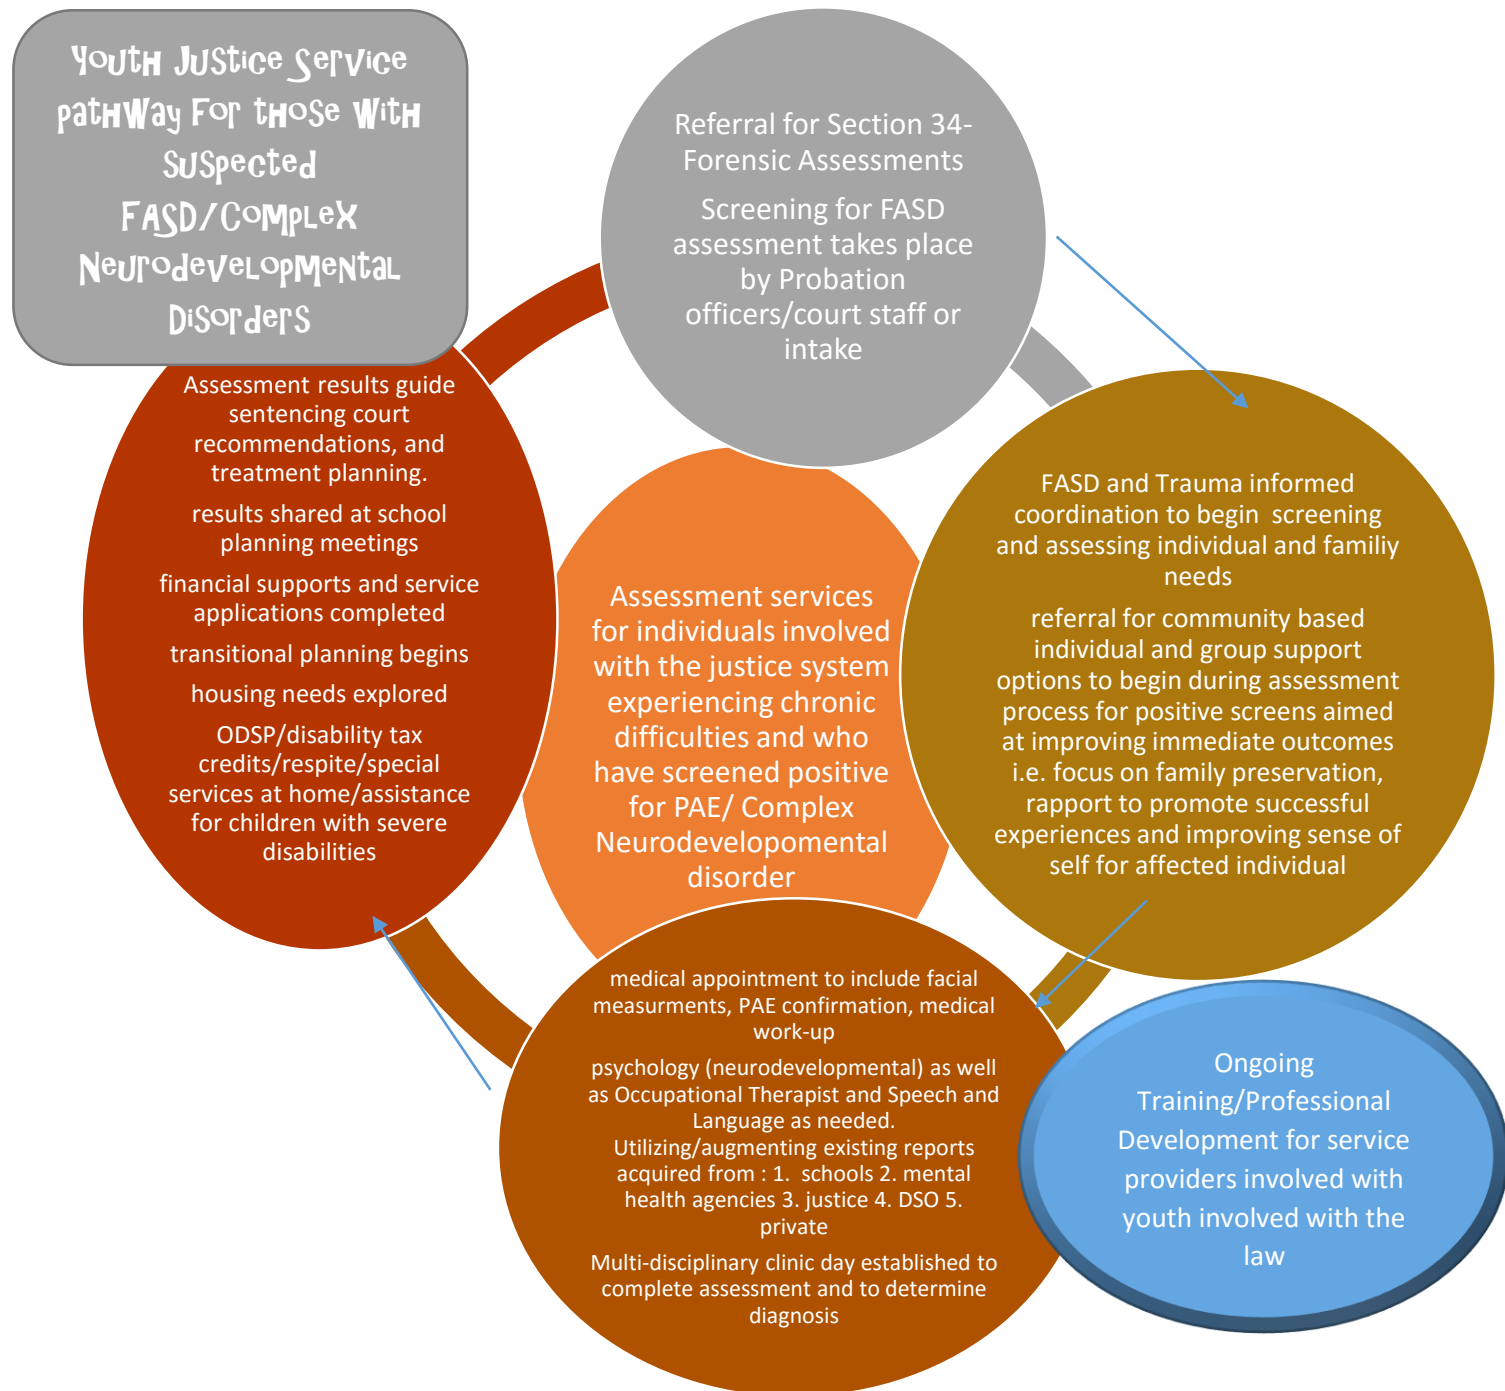 Youth Justice Service
pathway for those with
suspected
FASD/Complex
Neurodevelopmental
Disorders
Referral for Section 34-
Forensic Assessments
Screening for FASD
assessment takes place
by Probation
officers/court staff or
intake
FASD and Trauma informed
coordination to begin  screening
and assessing individual and familiy
needs
referral for community based
individual and group support
options to begin during assessment
process for positive screens aimed
at improving immediate outcomes
i.e. focus on family preservation,
rapport to promote successful
experiences and improving sense of
self for affected individual
medical appointment to include facial
measurments, PAE confirmation, medical
work-up
psychology (neurodevelopmental) as well
as Occupational Therapist and Speech and
Language as needed.
Utilizing/augmenting existing reports
acquired from : 1.  schools 2. mental
health agencies 3. justice 4. DSO 5.
private
Multi-disciplinary clinic day established to
complete assessment and to determine
diagnosis
Assessment results guide
sentencing court
recommendations, and
treatment planning.
results shared at school
planning meetings
financial supports and service
applications completed
transitional planning begins
housing needs explored
ODSP/disability tax
credits/respite/special
services at home/assistance
for children with severe
disabilities
Assessment services
for individuals involved
with the justice system
experiencing chronic
difficulties and who
have screened positive
for PAE/ Complex
Neurodevelopomental
disorder
Ongoing
Training/Professional
Development for service
providers involved with
youth involved with the
law